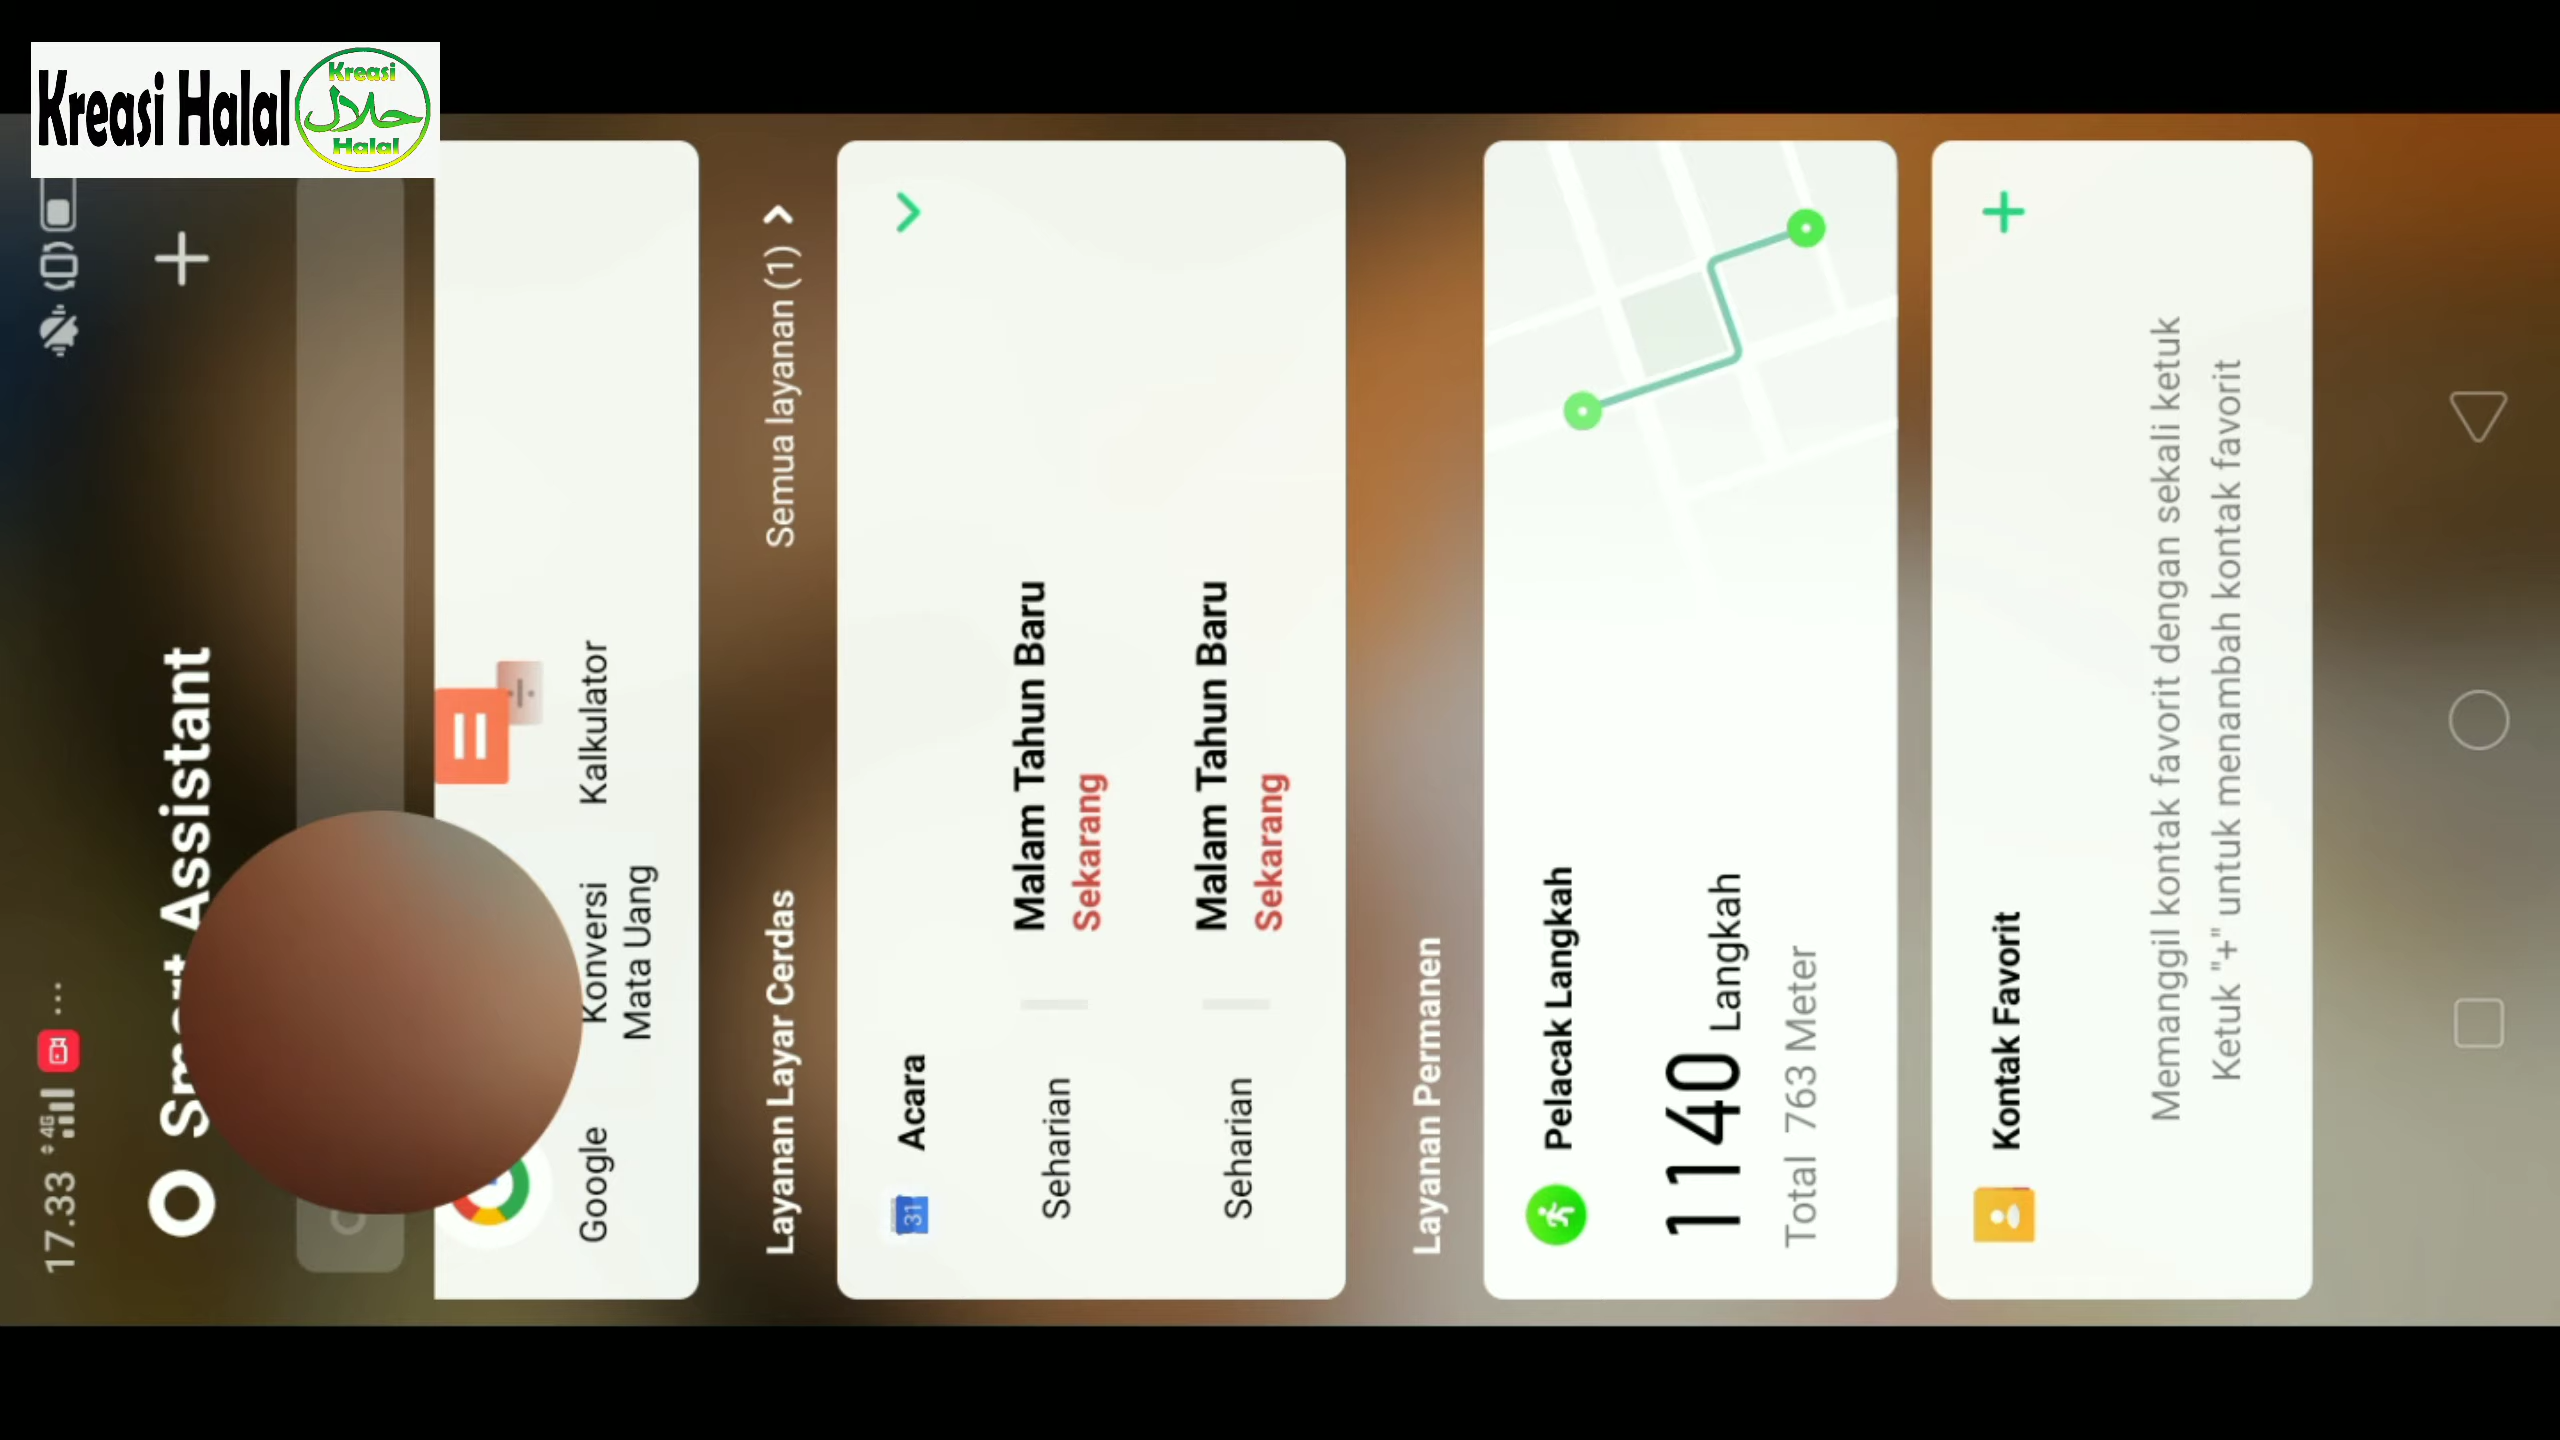 Kreasi Halal
Kreasi
حلال
Halal
17.33 4G ...
Smart Assistant
Google
Konversi
Mata Uang
Kalkulator
Layanan Layar Cerdas
Semua layanan (1)
31
Acara
Seharian
Malam Tahun Baru
Sekarang
Seharian
Malam Tahun Baru
Sekarang
Layanan Permanen
Pelacak Langkah
1140 Langkah
Total 763 Meter
Kontak Favorit
Memanggil kontak favorit dengan sekali ketuk
Ketuk "+" untuk menambah kontak favorit